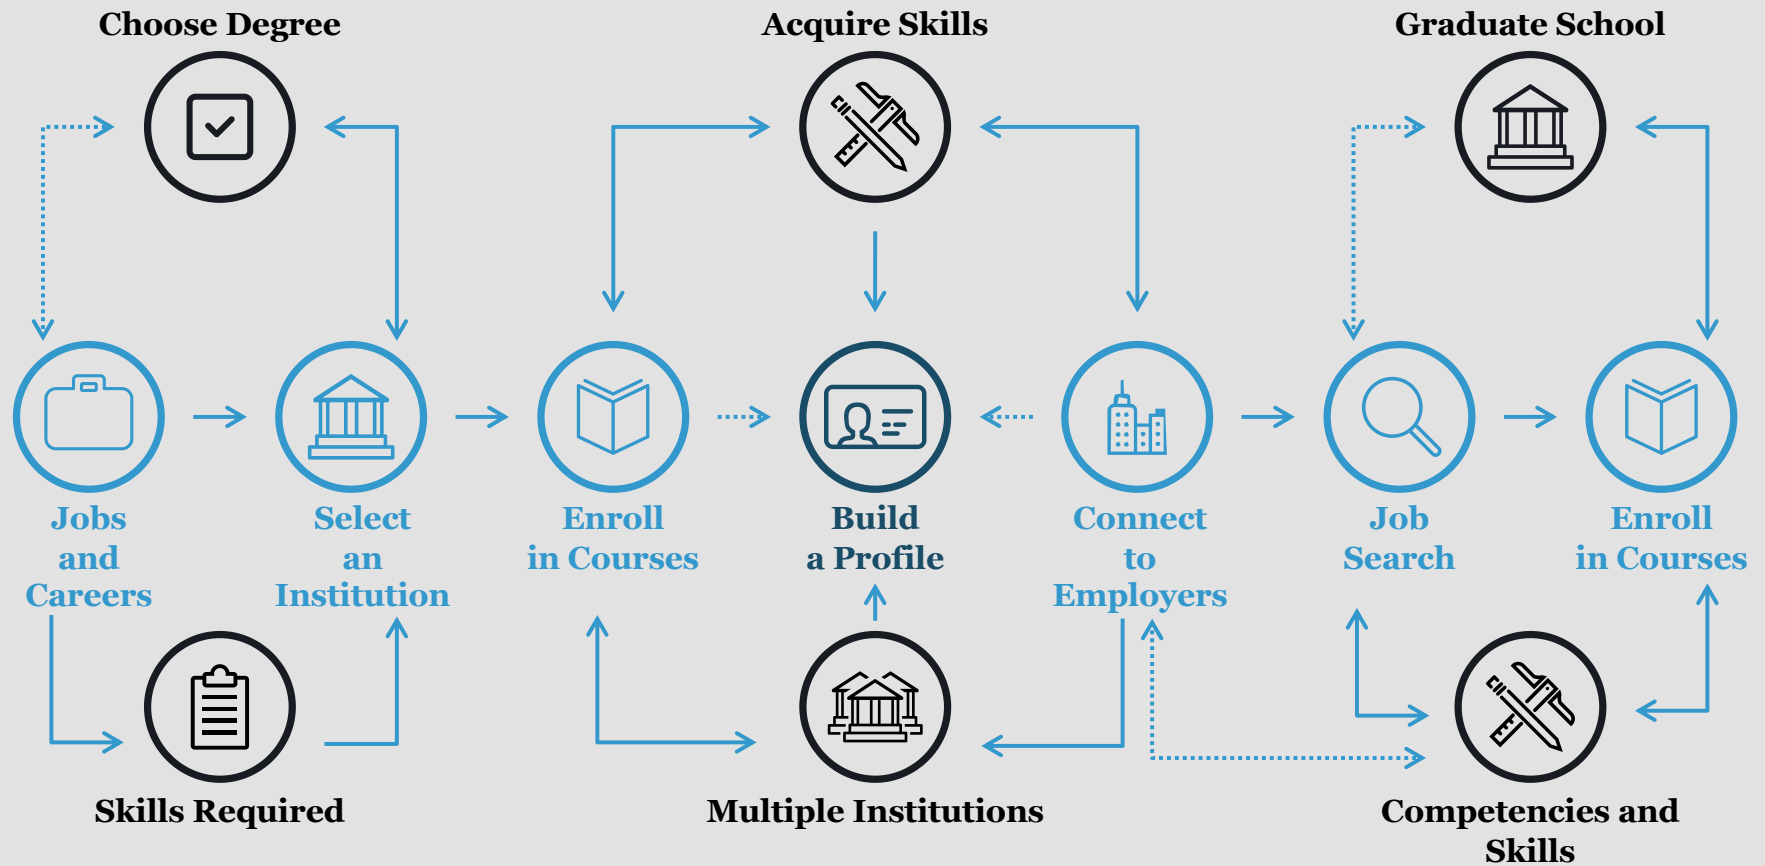 Choose Degree
Acquire Skills
Graduate School
Jobs
and
Careers
Select
an
Institution
Enroll
in Courses
Build
a Profile
Connect
to
Employers
Job
Search
Enroll
in Courses
Skills Required
Multiple Institutions
Competencies and
Skills